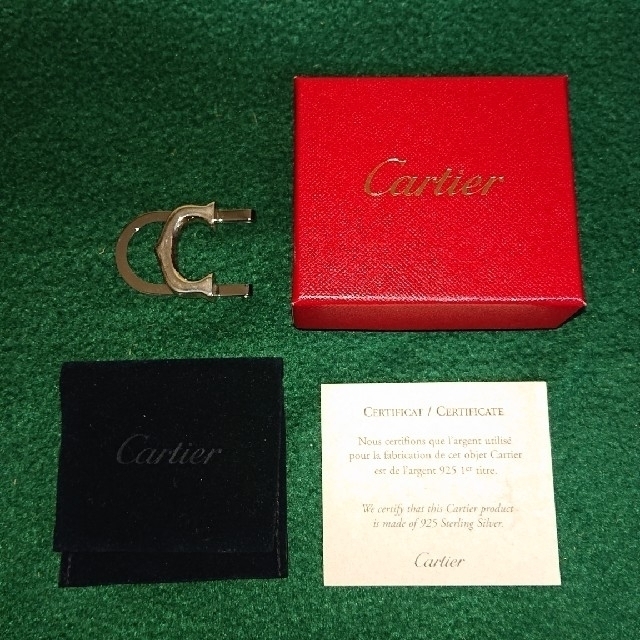 Cartier
Cartier
CERTIFICAT / CERTIFICATE
Nous certifions que l'argent utilisé
pour la fabrication de cet objet Cartier
est de l'argent 925 1er titre.
We certify that this Cartier product
is made of 925 Sterling Silver.
Cartier